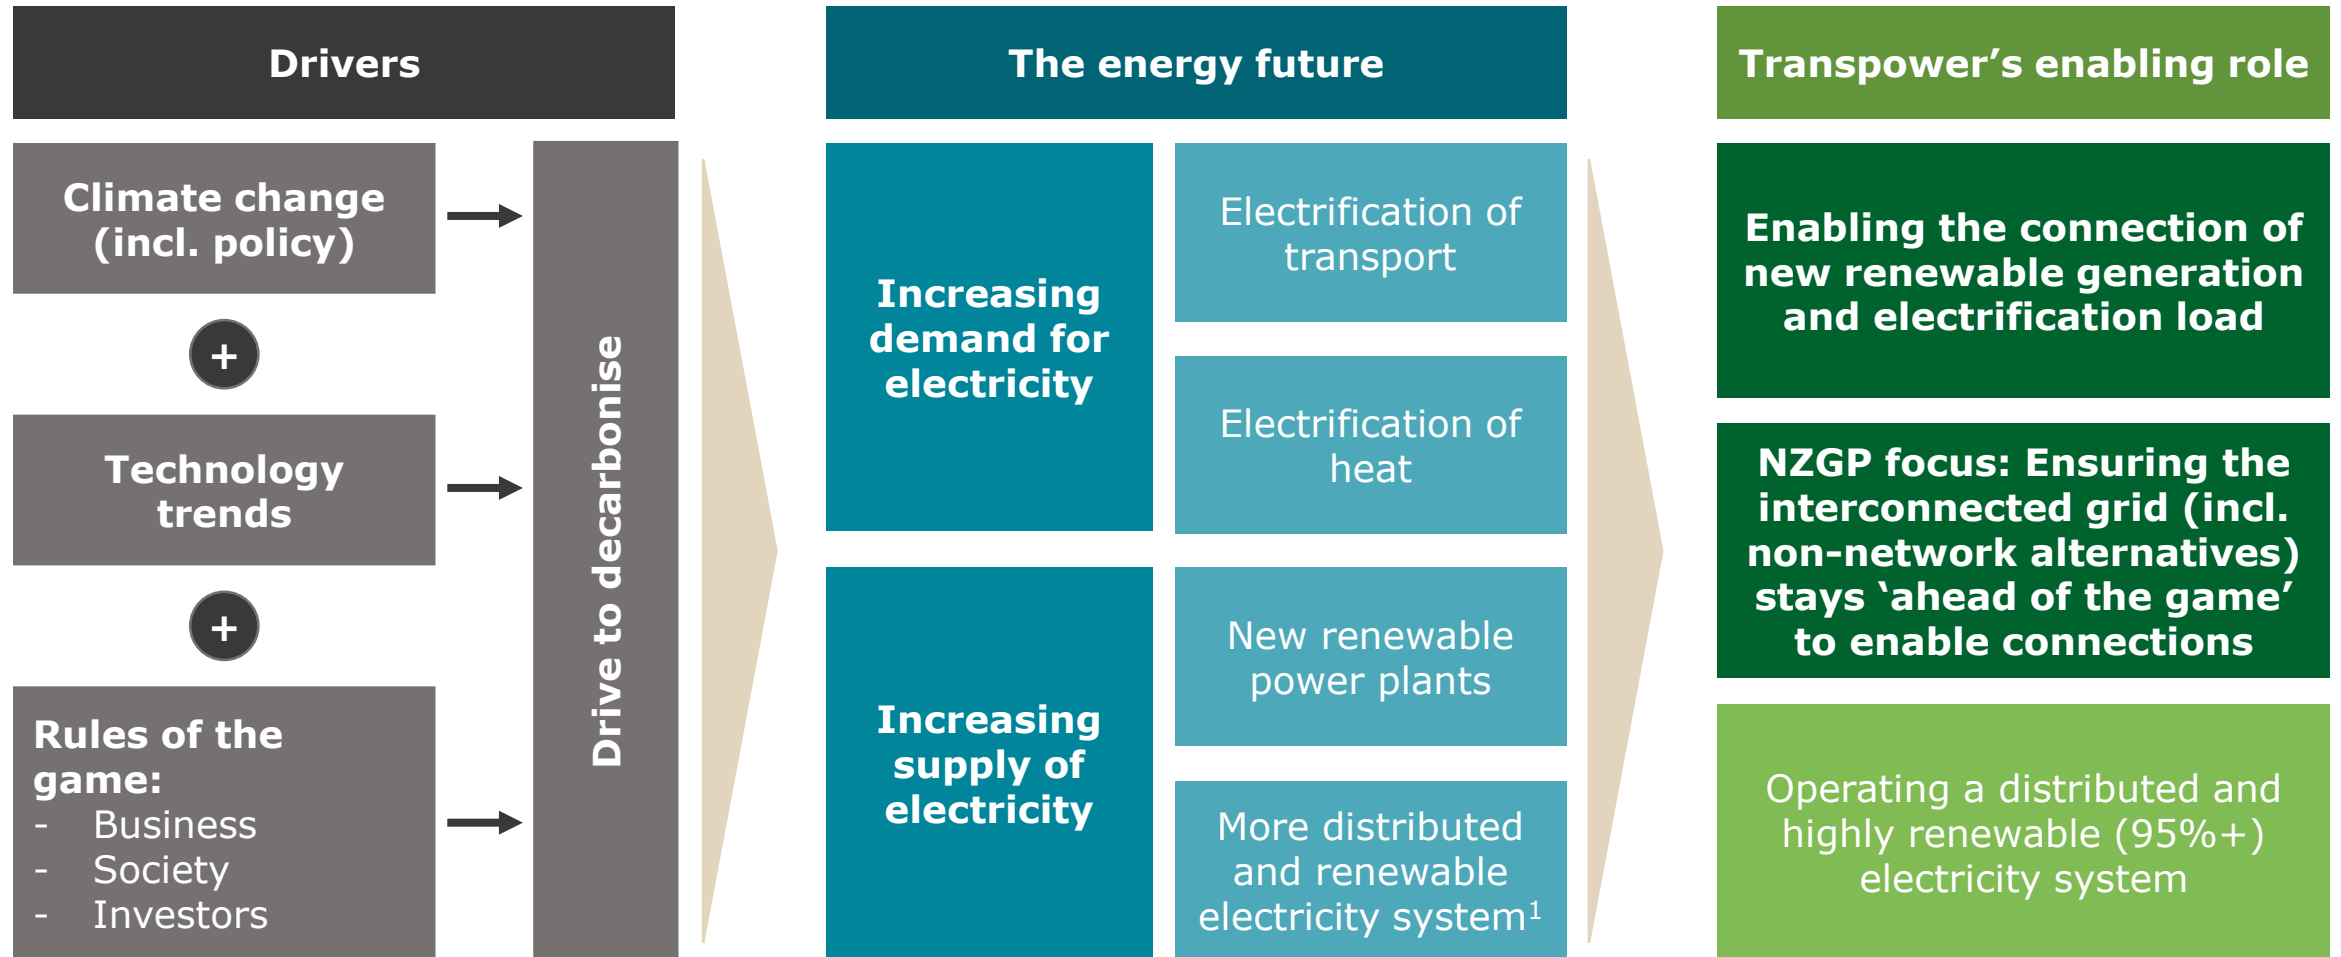 Drivers
Climate change
(incl. policy)
+
Technology
trends
+
Rules of the
game:
- Business
- Society
- Investors
Drive to decarbonise
The energy future
Increasing
demand for
electricity
Electrification of
transport
Electrification of
heat
Increasing
supply of
electricity
New renewable
power plants
More distributed
and renewable
electricity system¹
Transpower’s enabling role
Enabling the connection of
new renewable generation
and electrification load
NZGP focus: Ensuring the
interconnected grid (incl.
non-network alternatives)
stays ‘ahead of the game’
to enable connections
Operating a distributed and
highly renewable (95%+)
electricity system